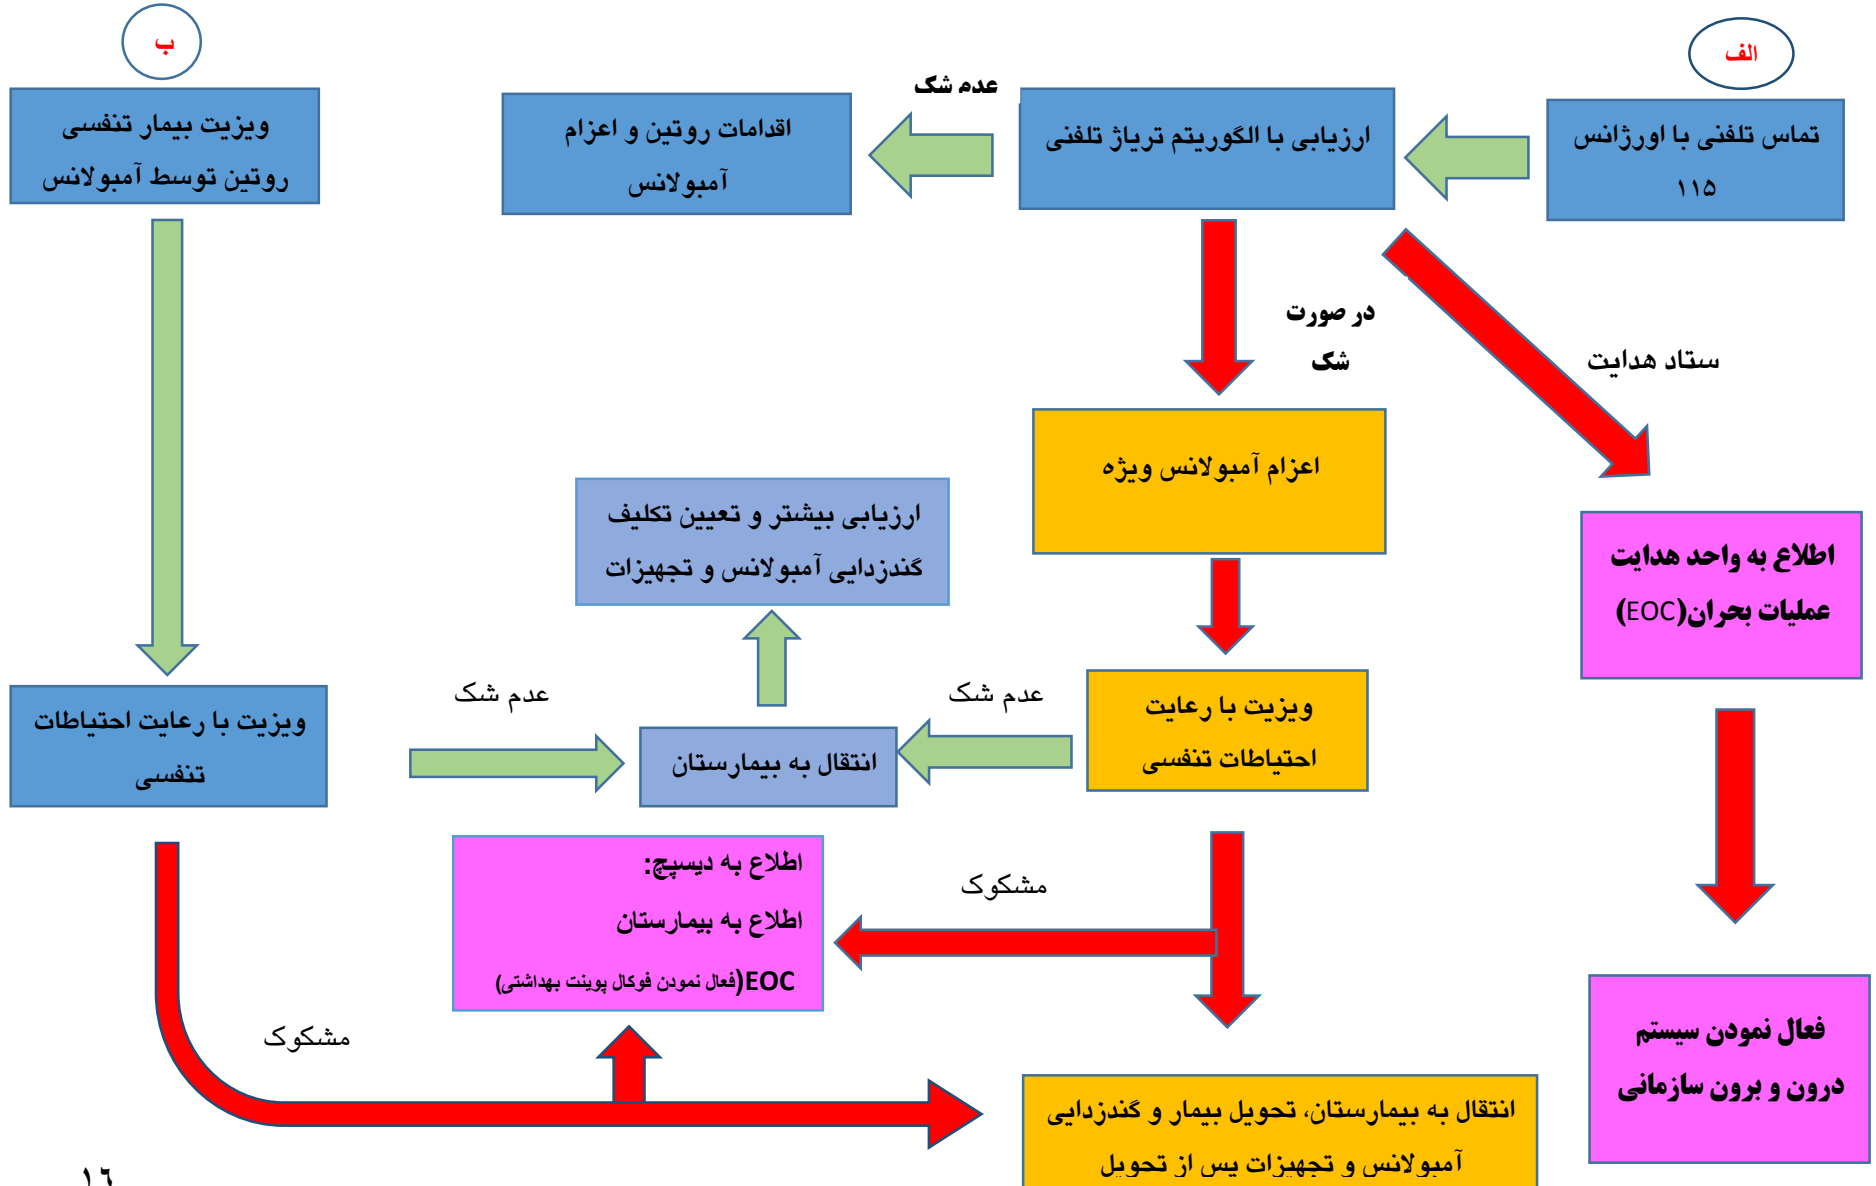 الف
ب
تماس تلفنی با اورژانس
۱۱۵
ارزیابی با الگوریتم تریاژ تلفنی
عدم شک
اقدامات روتین و اعزام
آمبولانس
ویزیت بیمار تنفسی
روتین توسط آمبولانس
در صورت
شک
ستاد هدایت
اعزام آمبولانس ویژه
ارزیابی بیشتر و تعیین تکلیف
گندزدایی آمبولانس و تجهیزات
اطلاع به واحد هدایت
عملیات بحران(EOC)
ویزیت با رعایت
احتیاطات تنفسی
عدم شک
انتقال به بیمارستان
عدم شک
ویزیت با رعایت احتیاطات
تنفسی
اطلاع به دیسپچ:
اطلاع به بیمارستان
EOC(فعال نمودن فوکال پوینت بهداشتی)
مشکوک
مشکوک
فعال نمودن سیستم
درون و برون سازمانی
انتقال به بیمارستان، تحویل بیمار و گندزدایی
آمبولانس و تجهیزات پس از تحویل
۱٦